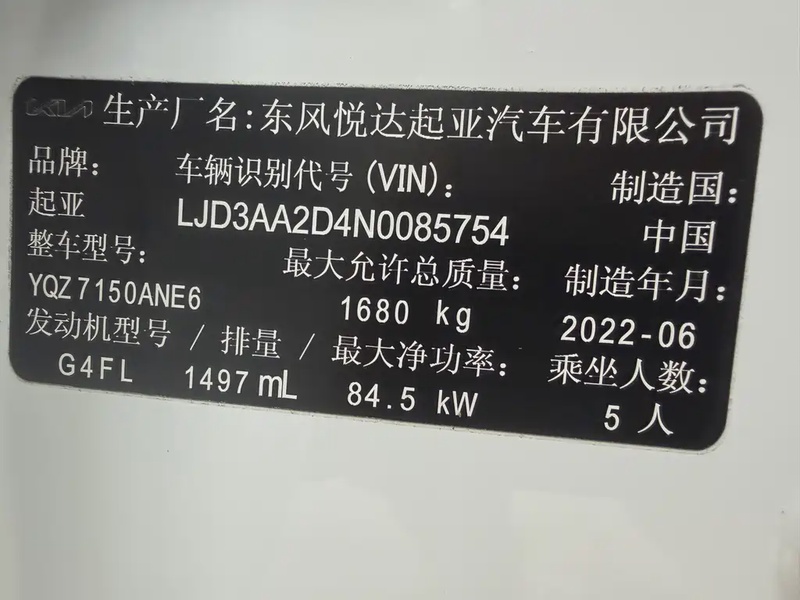 KIA 生产厂名:东风悦达起亚汽车有限公司
品牌: 车辆识别代号(VIN): 制造国:
起亚 LJD3AA2D4N0085754 中国
整车型号: 最大允许总质量: 制造年月:
YQZ7150ANE6 1680 kg 2022-06
发动机型号 / 排量 / 最大净功率: 乘坐人数:
G4FL 1497mL 84.5 kW 5人